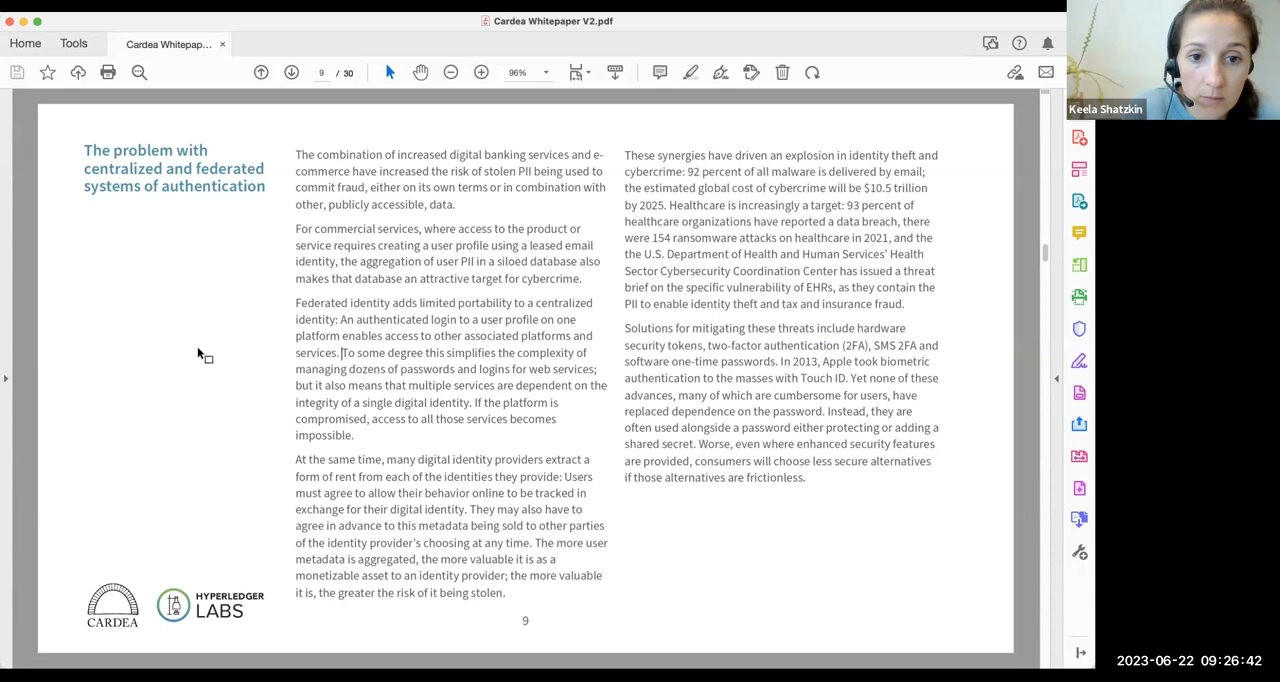 Cardea Whitepaper V2.pdf
Home
Tools
Cardea Whitepap... ×
9 / 30
96%
Keela Shatzkin
The problem with
centralized and federated
systems of authentication
The combination of increased digital banking services and e-
commerce have increased the risk of stolen PII being used to
commit fraud, either on its own terms or in combination with
other, publicly accessible, data.
For commercial services, where access to the product or
service requires creating a user profile using a leased email
identity, the aggregation of user PII in a siloed database also
makes that database an attractive target for cybercrime.
Federated identity adds limited portability to a centralized
identity: An authenticated login to a user profile on one
platform enables access to other associated platforms and
services. To some degree this simplifies the complexity of
managing dozens of passwords and logins for web services;
but it also means that multiple services are dependent on the
integrity of a single digital identity. If the platform is
compromised, access to all those services becomes
impossible.
At the same time, many digital identity providers extract a
form of rent from each of the identities they provide: Users
must agree to allow their behavior online to be tracked in
exchange for their digital identity. They may also have to
agree in advance to this metadata being sold to other parties
of the identity provider's choosing at any time. The more user
metadata is aggregated, the more valuable it is as a
monetizable asset to an identity provider; the more valuable
it is, the greater the risk of it being stolen.
These synergies have driven an explosion in identity theft and
cybercrime: 92 percent of all malware is delivered by email;
the estimated global cost of cybercrime will be $10.5 trillion
by 2025. Healthcare is increasingly a target: 93 percent of
healthcare organizations have reported a data breach, there
were 154 ransomware attacks on healthcare in 2021, and the
the U.S. Department of Health and Human Services' Health
Sector Cybersecurity Coordination Center has issued a threat
brief on the specific vulnerability of EHRs, as they contain the
PII to enable identity theft and tax and insurance fraud.
Solutions for mitigating these threats include hardware
security tokens, two-factor authentication (2FA), SMS 2FA and
software one-time passwords. In 2013, Apple took biometric
authentication to the masses with Touch ID. Yet none of these
advances, many of which are cumbersome for users, have
replaced dependence on the password. Instead, they are
often used alongside a password either protecting or adding a
shared secret. Worse, even where enhanced security features
are provided, consumers will choose less secure alternatives
if those alternatives are frictionless.
CARDEA
HYPERLEDGER
LABS
9
2023-06-22 09:26:42